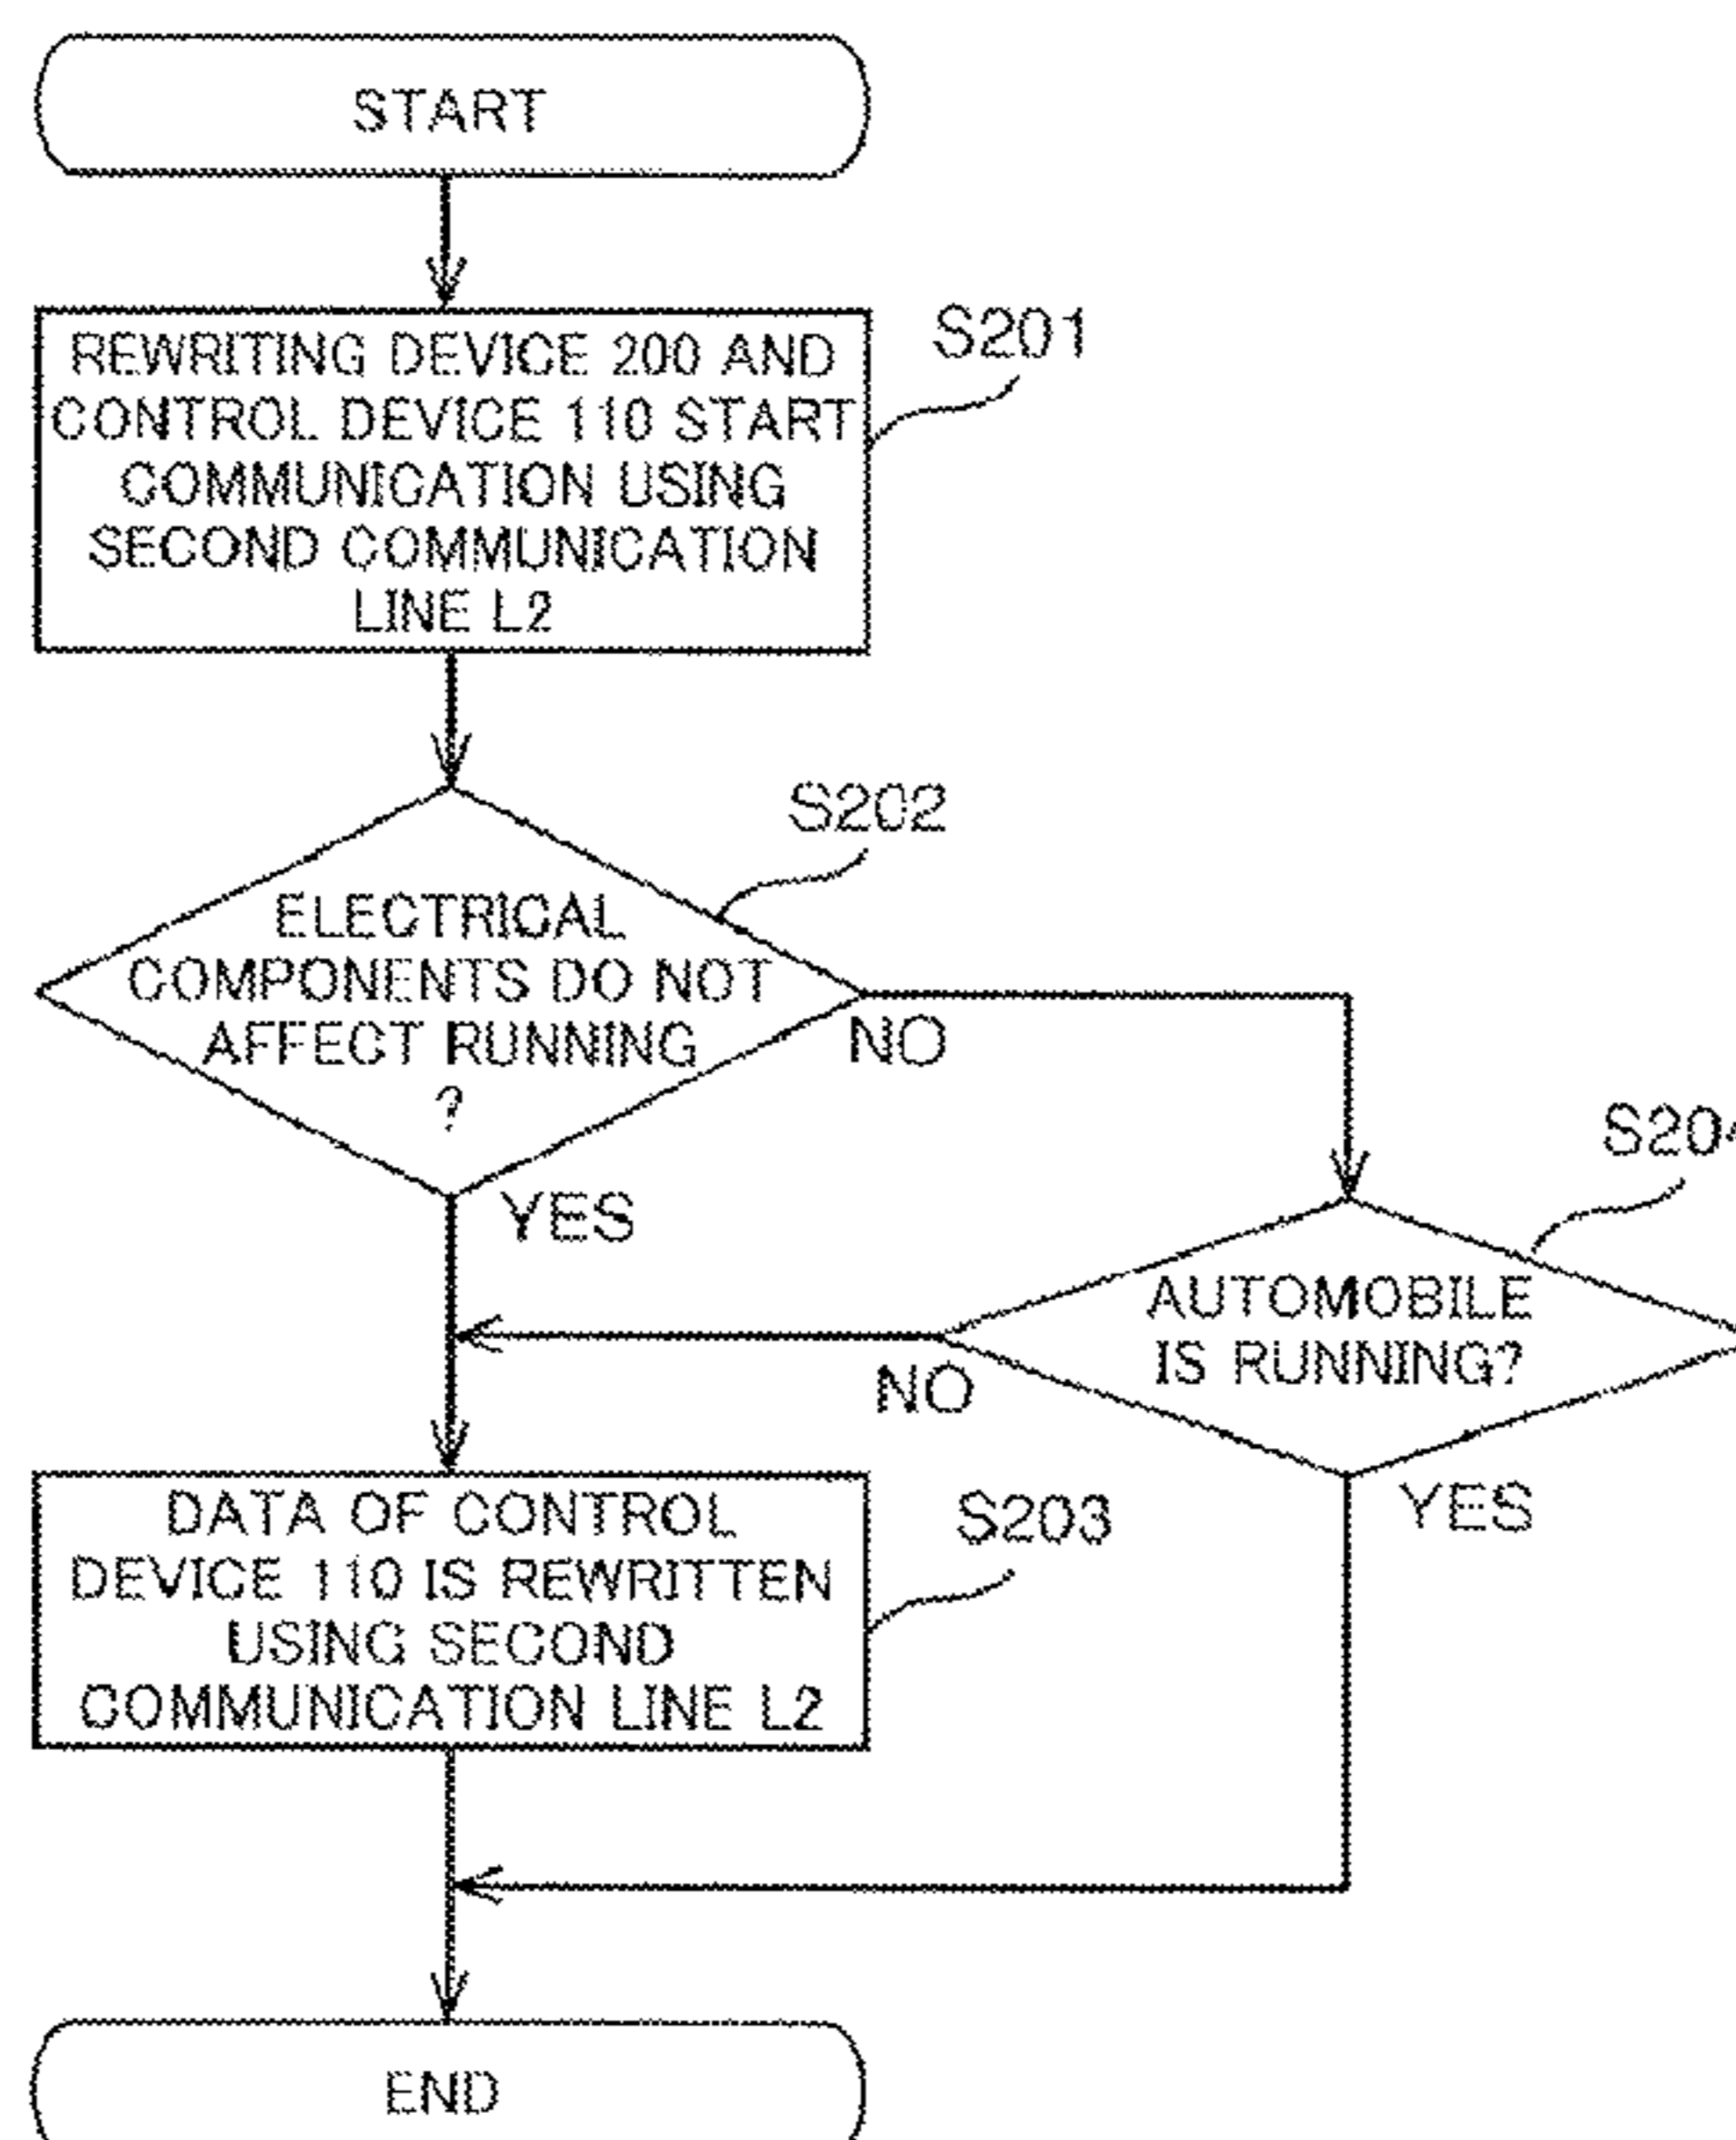 START
S201
REWRITING DEVICE 200 AND
CONTROL DEVICE 110 START
COMMUNICATION USING
SECOND COMMUNICATION
LINE L2
S202
ELECTRICAL
COMPONENTS DO NOT
AFFECT RUNNING
?
NO
YES
S204
AUTOMOBILE
IS RUNNING?
NO
YES
DATA OF CONTROL
DEVICE 110 IS REWRITTEN
USING SECOND
COMMUNICATION LINE L2
S203
END